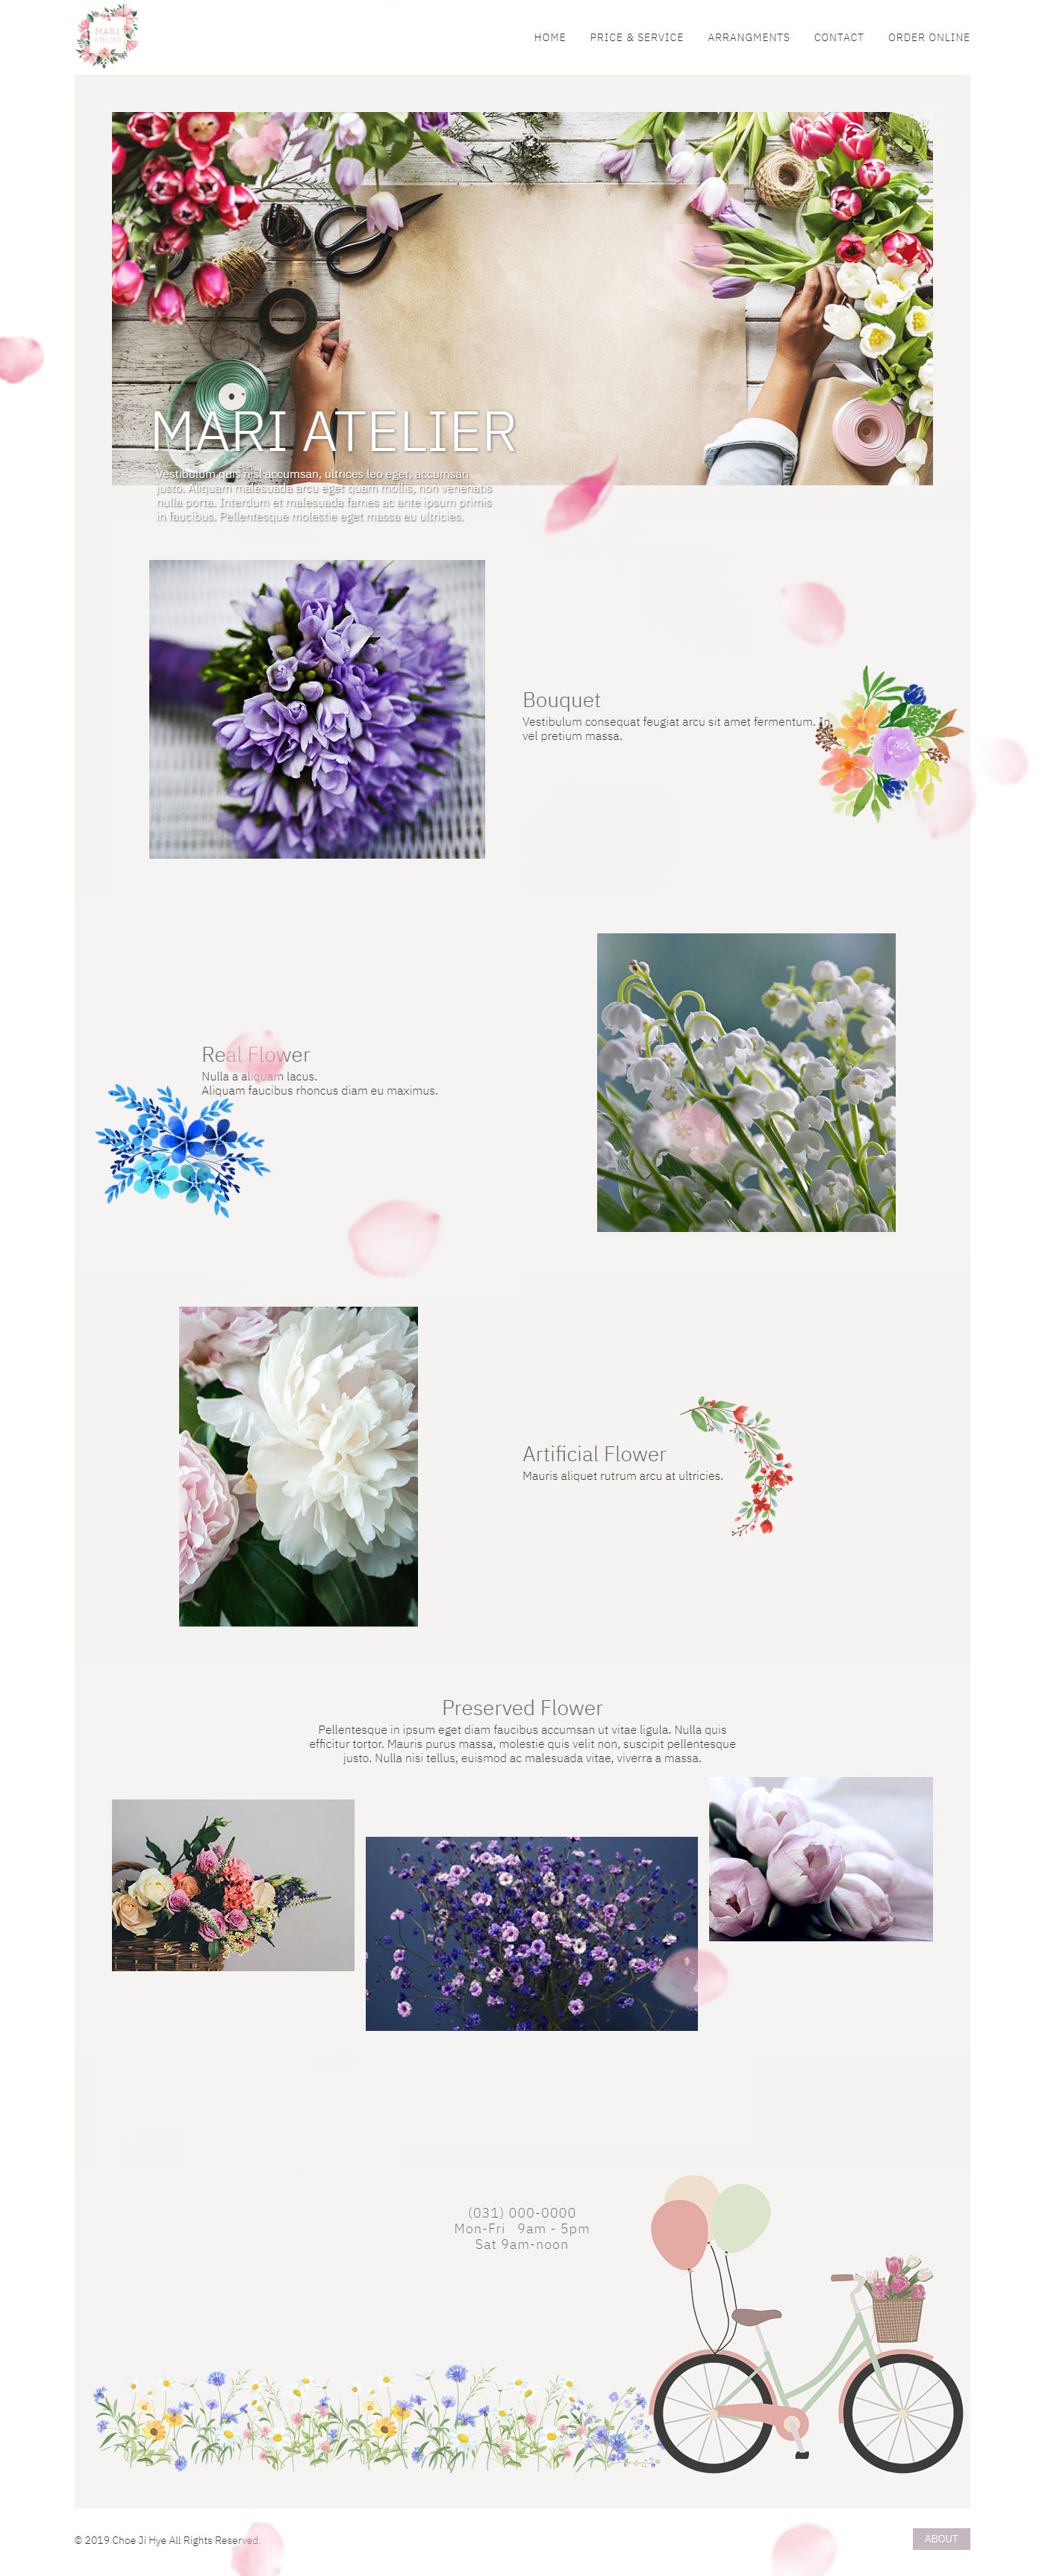 MARI
ATELIER
HOME PRICE & SERVICE ARRANGMENTS CONTACT ORDER ONLINE
MARI ATELIER
Vestibulum quis nisl accumsan, ultrices leo eget, accumsan
justo. Aliquam malesuada arcu eget quam mollis, non venenatis
nulla porta. Interdum et malesuada fames ac ante ipsum primis
in faucibus. Pellentesque molestie eget massa eu ultricies.
Bouquet
Vestibulum consequat feugiat arcu sit amet fermentum. In
vel pretium massa.
Real Flower
Nulla a aliquam lacus.
Aliquam faucibus rhoncus diam eu maximus.
Artificial Flower
Mauris aliquet rutrum arcu at ultricies.
Preserved Flower
Pellentesque in ipsum eget diam faucibus accumsan ut vitae ligula. Nulla quis
efficitur tortor. Mauris purus massa, molestie quis velit non, suscipit pellentesque
justo. Nulla nisi tellus, euismod ac malesuada vitae, viverra a massa.
(031) 000-0000
Mon-Fri 9am - 5pm
Sat 9am-noon
© 2019 Choe Ji Hye All Rights Reserved.
ABOUT